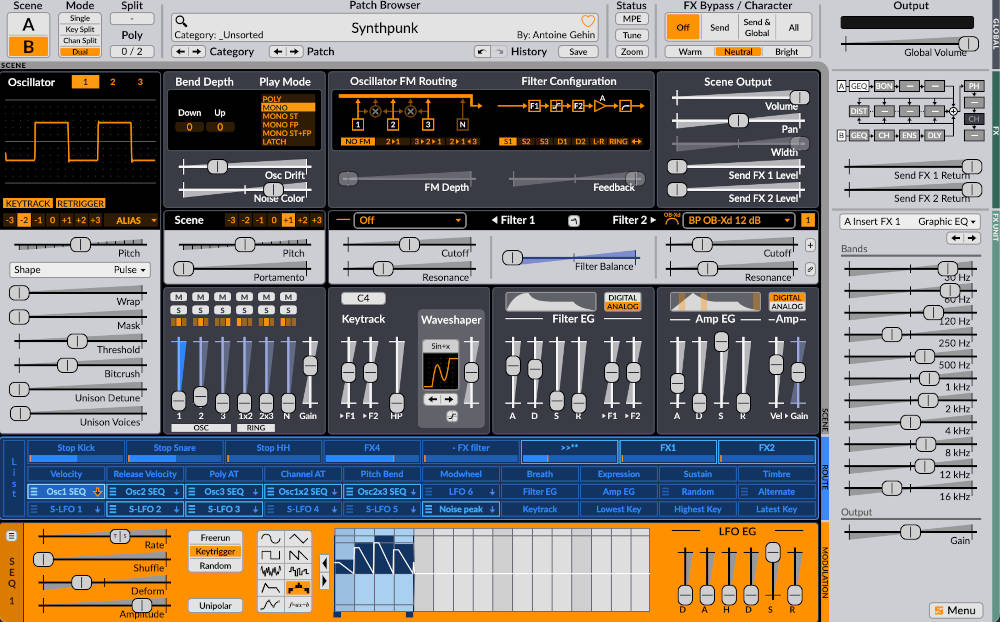 Scene Mode Split Patch Browser Status FX Bypass / Character Output
A B
Single
Key Split
Chan Split
Dual
-
Poly
0 / 2
Synthpunk
Category: _Unsorted By: Antoine Gehin
Category Patch History Save
MPE
Tune
Zoom
Off Send Send & Global All
Warm Neutral Bright
Global Volume
GLOBAL
SCENE
Oscillator 1 2 3
KEYTRACK RETRIGGER
-3 -2 -1 0 +1 +2 +3 ALIAS
Pitch
Shape Pulse
Wrap
Mask
Threshold
Bitcrush
Unison Detune
Unison Voices
Bend Depth Play Mode
Down Up
0 0
POLY
MONO
MONO ST
MONO FP
MONO ST+FP
LATCH
Osc Drift
Noise Color
Oscillator FM Routing
1 2 3 N
NO FM 2>1 3>2>1 2>1<3
FM Depth
Filter Configuration
F1 F2 A
S1 S2 S3 D1 D2 L-R RING
Feedback
Scene Output
Volume
Pan
Width
Send FX 1 Level
Send FX 2 Level
Scene -3 -2 -1 0 +1 +2 +3
Pitch
Portamento
Off Filter 1 Filter 2 OB-Xd BP OB-Xd 12 dB 1
Cutoff
Resonance
Filter Balance
Cutoff
Resonance
M M M M M M
S S S S S S
1 2 3 1x2 2x3 N Gain
OSC RING
C4
Keytrack
F1 F2 HP
Waveshaper
Sin+x
DIGITAL
ANALOG
Filter EG
A D S R F1 F2
DIGITAL
ANALOG
Amp EG Amp
A D S R Vel Gain
A GEQ BON - - PH
DIST - - - -
CH
B GEQ CH ENS DLY -
Send FX 1 Return
Send FX 2 Return
FX
FX UNIT
A Insert FX 1 Graphic EQ
Bands
30 Hz
60 Hz
120 Hz
250 Hz
500 Hz
1 kHz
2 kHz
4 kHz
8 kHz
12 kHz
16 kHz
Output
Gain
SCENE
ROUTE
MODULATION
List
Stop Kick Stop Snare Stop HH FX4 - FX filter >>** FX1 FX2
Velocity Release Velocity Poly AT Channel AT Pitch Bend Modwheel Breath Expression Sustain Timbre
Osc1 SEQ Osc2 SEQ Osc3 SEQ Osc1x2 SEQ Osc2x3 SEQ LFO 6 Filter EG Amp EG Random Alternate
S-LFO 1 S-LFO 2 S-LFO 3 S-LFO 4 S-LFO 5 Noise peak Keytrack Lowest Key Highest Key Latest Key
SEQ 1
T S
Rate
Shuffle
Deform
Amplitude
Freerun
Keytrigger
Random
Unipolar
f=ax÷b
LFO EG
D A H D S R
Menu